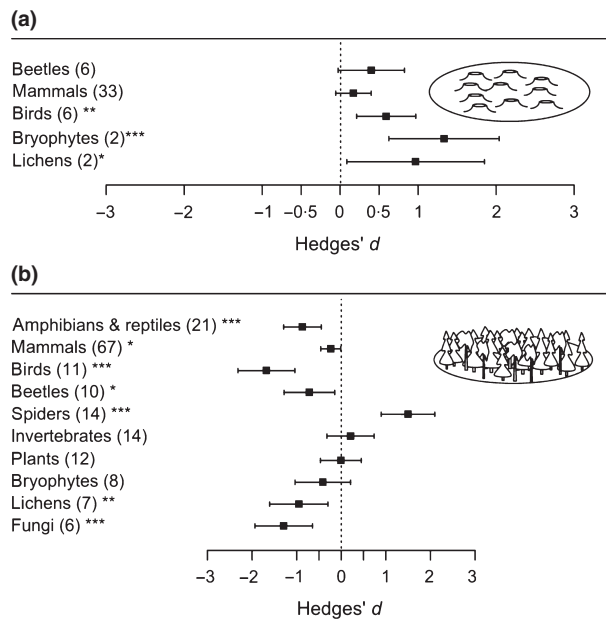 (a)
Beetles (6)
Mammals (33)
Birds (6) **
Bryophytes (2)***
Lichens (2)*
–3 –2 –1 –0·5 0 0·5 1 2 3
Hedges' d
(b)
Amphibians & reptiles (21) ***
Mammals (67) *
Birds (11) ***
Beetles (10) *
Spiders (14) ***
Invertebrates (14)
Plants (12)
Bryophytes (8)
Lichens (7) **
Fungi (6) ***
–3 –2 –1 0 1 2 3
Hedges' d